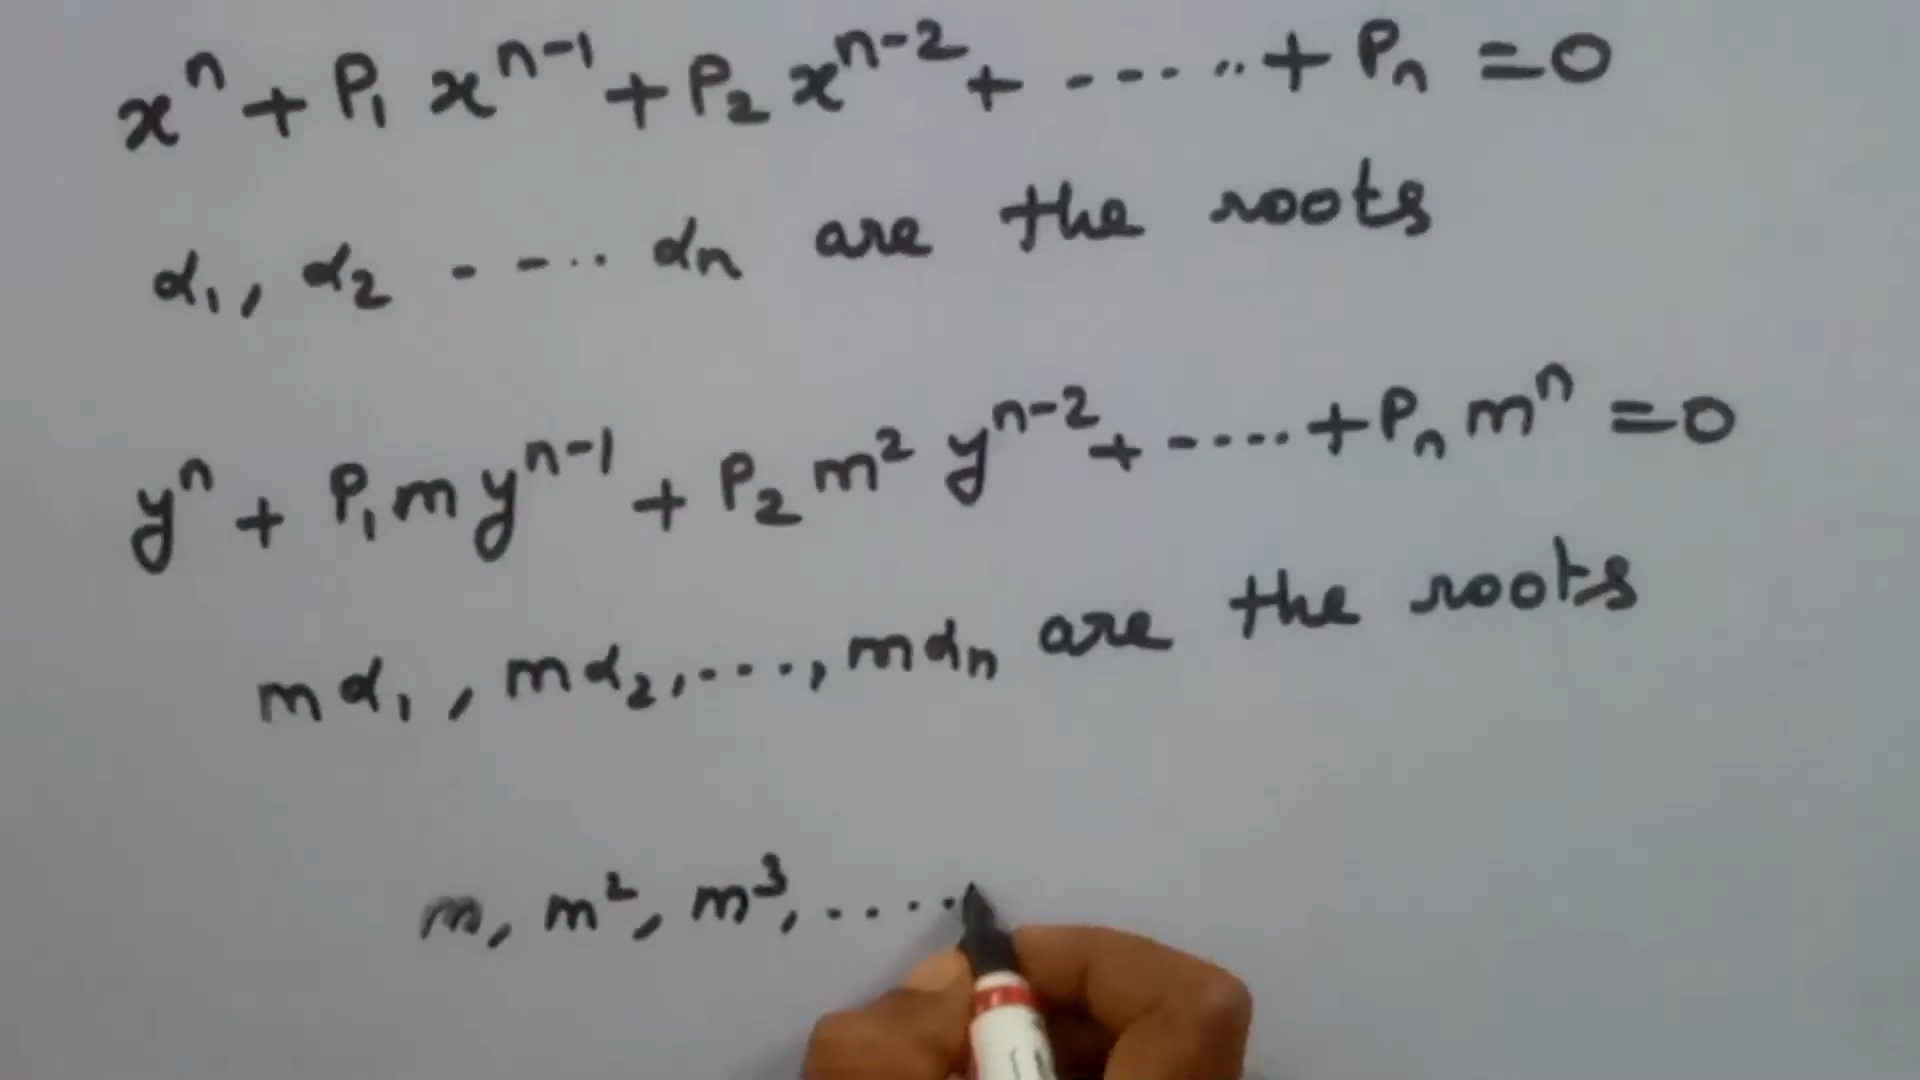 xⁿ + P₁ xⁿ⁻¹ + P₂ xⁿ⁻² + ----.. + Pₙ = 0
α₁, α₂ ----.. αₙ are the roots
yⁿ + P₁ m yⁿ⁻¹ + P₂ m² yⁿ⁻² + ----.. + Pₙ mⁿ = 0
mα₁, mα₂, ...., mαₙ are the roots
m, m², m³, .....